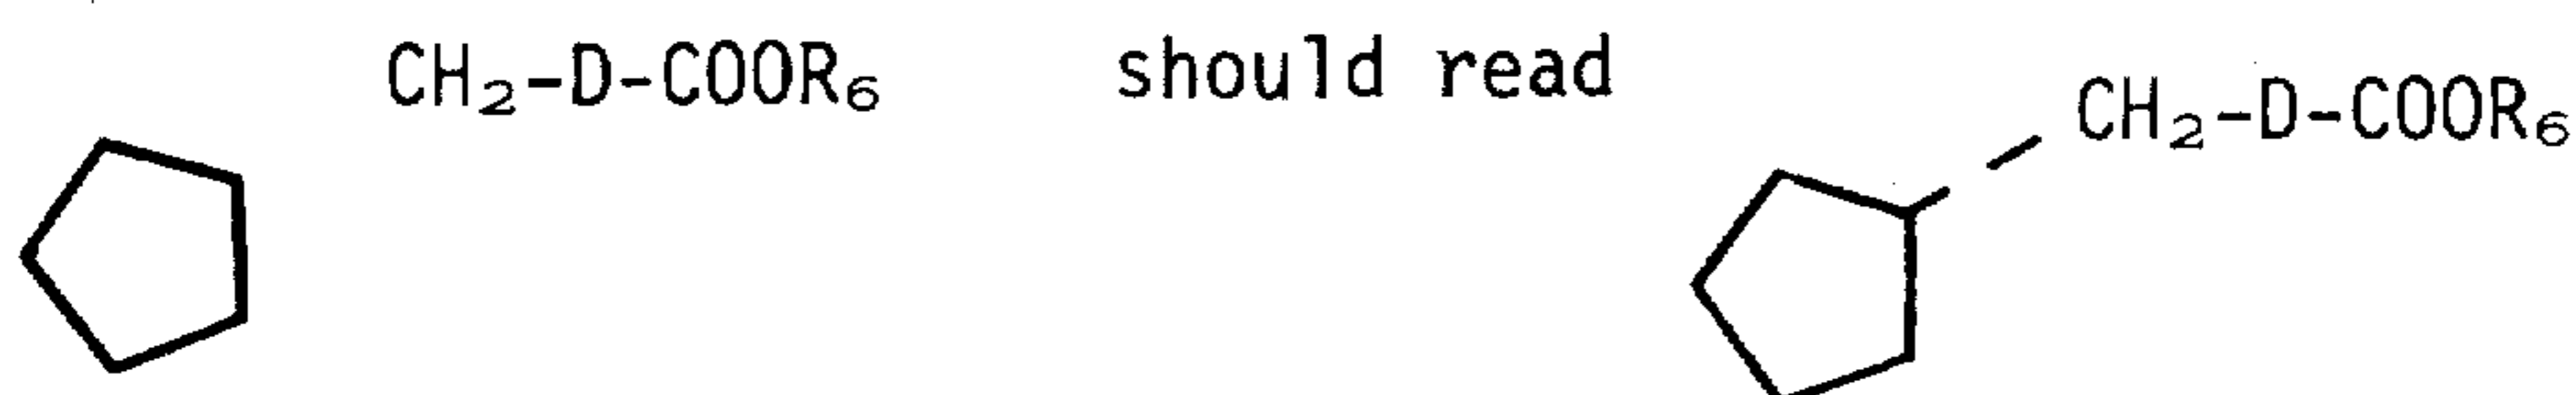 CH₂-D-COOR₆ should read CH₂-D-COOR₆